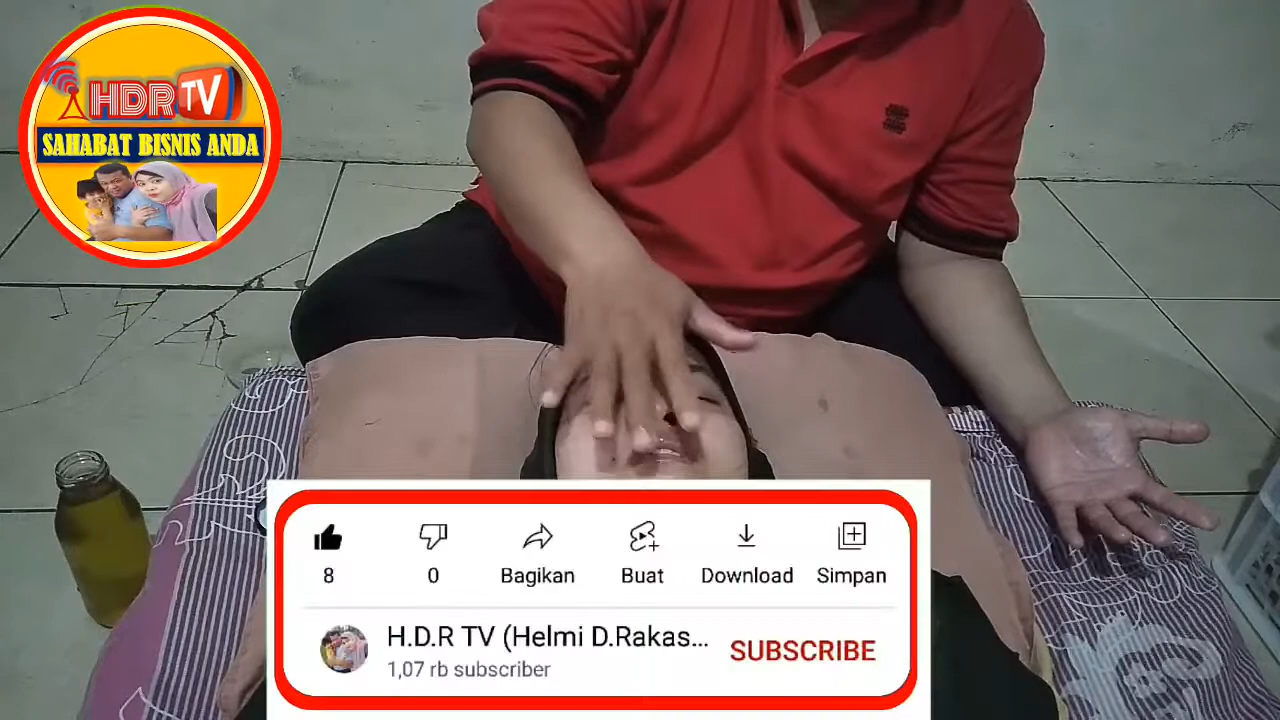 HDR TV
SAHABAT BISNIS ANDA
8
0
Bagikan
Buat
Download
Simpan
H.D.R TV (Helmi D.Rakas...
1,07 rb subscriber
SUBSCRIBE